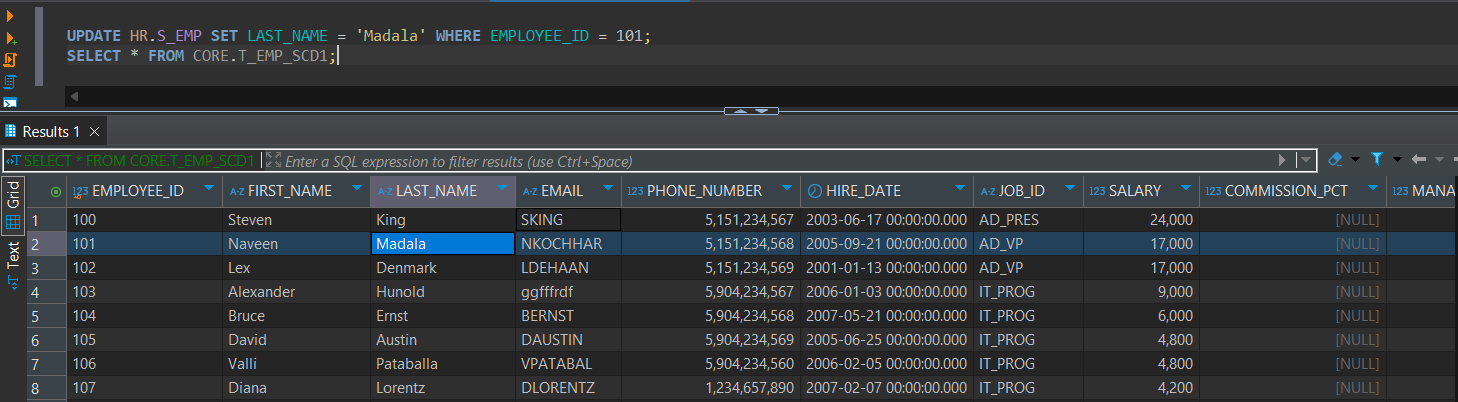 UPDATE HR.S_EMP SET LAST_NAME = 'Madala' WHERE EMPLOYEE_ID = 101;
SELECT * FROM CORE.T_EMP_SCD1;
Results 1
SELECT * FROM CORE.T_EMP_SCD1 Enter a SQL expression to filter results (use Ctrl+Space)
Grid
Text
123 EMPLOYEE_ID A-Z FIRST_NAME A-Z LAST_NAME A-Z EMAIL 123 PHONE_NUMBER HIRE_DATE A-Z JOB_ID 123 SALARY 123 COMMISSION_PCT 123 MANA
1 100 Steven King SKING 5,151,234,567 2003-06-17 00:00:00.000 AD_PRES 24,000 [NULL]
2 101 Naveen Madala NKOCHHAR 5,151,234,568 2005-09-21 00:00:00.000 AD_VP 17,000 [NULL]
3 102 Lex Denmark LDEHAAN 5,151,234,569 2001-01-13 00:00:00.000 AD_VP 17,000 [NULL]
4 103 Alexander Hunold ggfffrdf 5,904,234,567 2006-01-03 00:00:00.000 IT_PROG 9,000 [NULL]
5 104 Bruce Ernst BERNST 5,904,234,568 2007-05-21 00:00:00.000 IT_PROG 6,000 [NULL]
6 105 David Austin DAUSTIN 5,904,234,569 2005-06-25 00:00:00.000 IT_PROG 4,800 [NULL]
7 106 Valli Pataballa VPATABAL 5,904,234,560 2006-02-05 00:00:00.000 IT_PROG 4,800 [NULL]
8 107 Diana Lorentz DLORENTZ 1,234,657,890 2007-02-07 00:00:00.000 IT_PROG 4,200 [NULL]